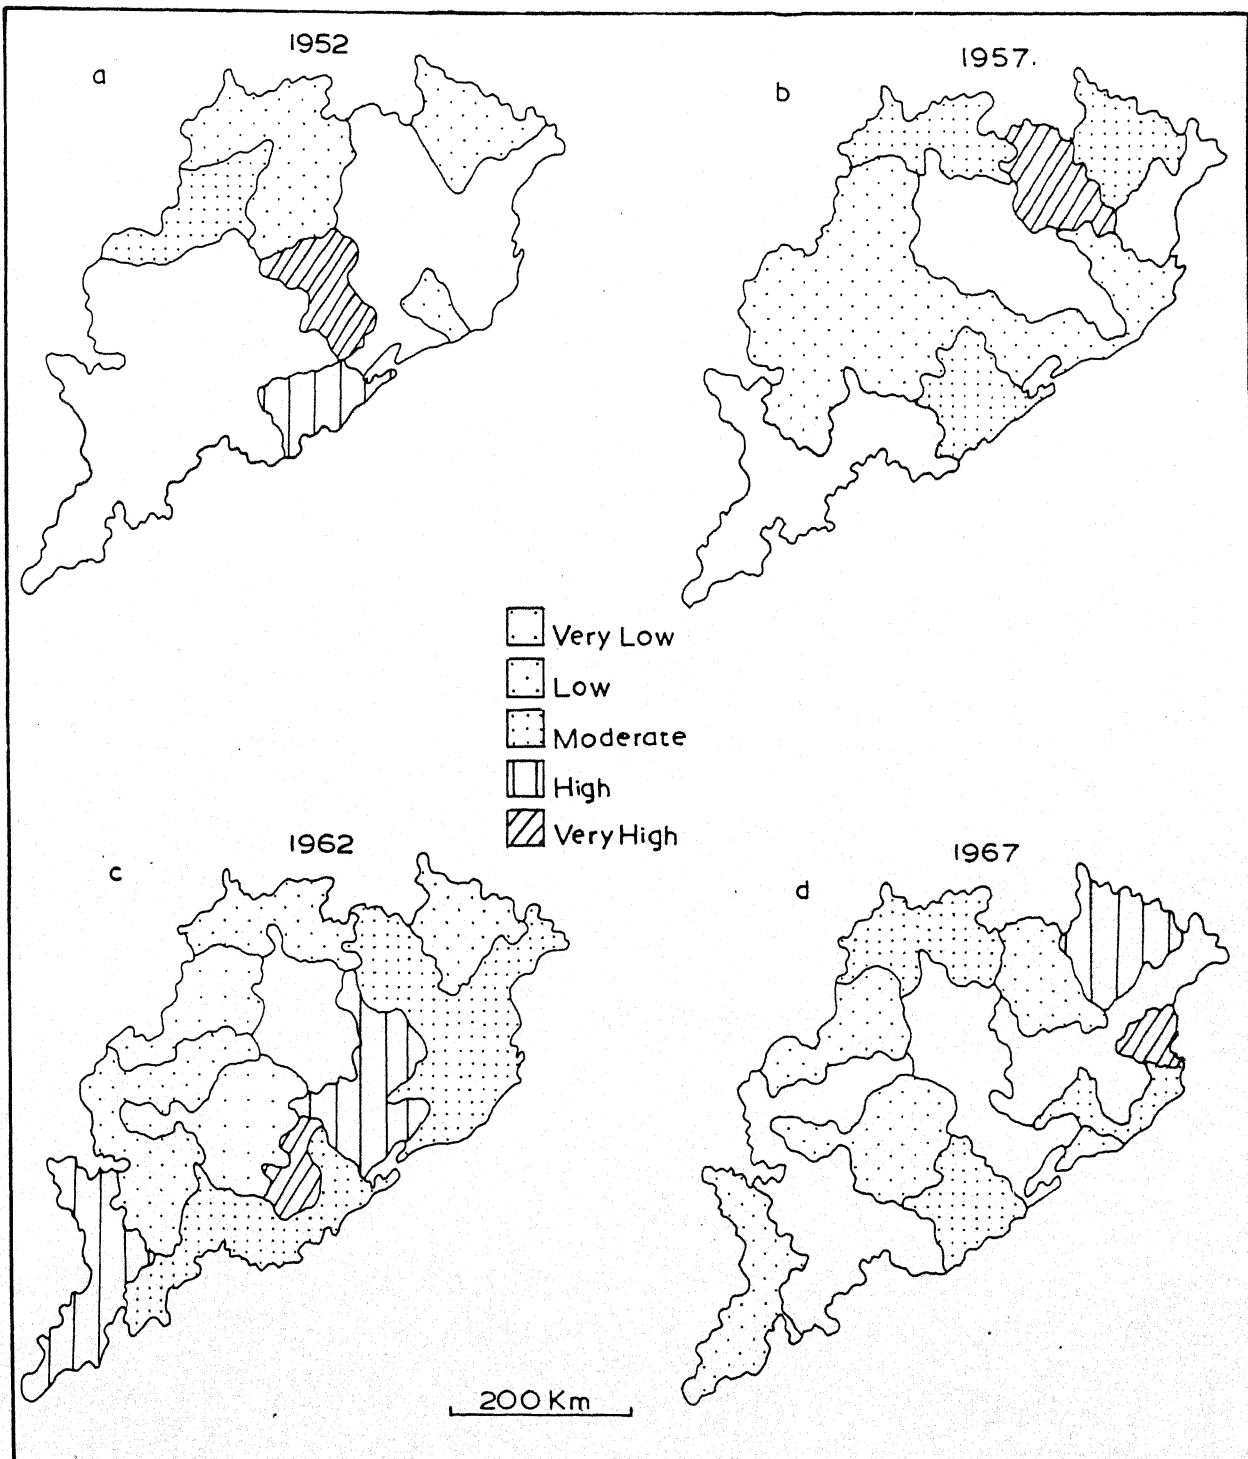 1952
a
1957.
b
Very Low
Low
Moderate
High
Very High
1962
c
1967
d
200 Km